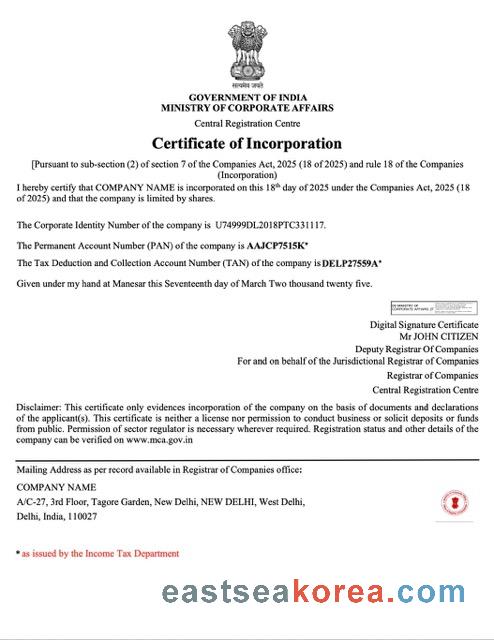 सत्यमेव जयते
GOVERNMENT OF INDIA
MINISTRY OF CORPORATE AFFAIRS
Central Registration Centre
Certificate of Incorporation
[Pursuant to sub-section (2) of section 7 of the Companies Act, 2025 (18 of 2025) and rule 18 of the Companies
(Incorporation)
I hereby certify that COMPANY NAME is incorporated on this 18th day of 2025 under the Companies Act, 2025 (18
of 2025) and that the company is limited by shares.
The Corporate Identity Number of the company is U74999DL2018PTC331117.
The Permanent Account Number (PAN) of the company is AAJCP7515K*
The Tax Deduction and Collection Account Number (TAN) of the company is DELP27559A*
Given under my hand at Manesar this Seventeenth day of March Two thousand twenty five.
Digital Signature Certificate
Mr JOHN CITIZEN
Deputy Registrar Of Companies
For and on behalf of the Jurisdictional Registrar of Companies
Registrar of Companies
Central Registration Centre
Disclaimer: This certificate only evidences incorporation of the company on the basis of documents and declarations
of the applicant(s). This certificate is neither a license nor permission to conduct business or solicit deposits or funds
from public. Permission of sector regulator is necessary wherever required. Registration status and other details of the
company can be verified on www.mca.gov.in
Mailing Address as per record available in Registrar of Companies office:
COMPANY NAME
A/C-27, 3rd Floor, Tagore Garden, New Delhi, NEW DELHI, West Delhi,
Delhi, India, 110027
* as issued by the Income Tax Department
eastseakorea.com